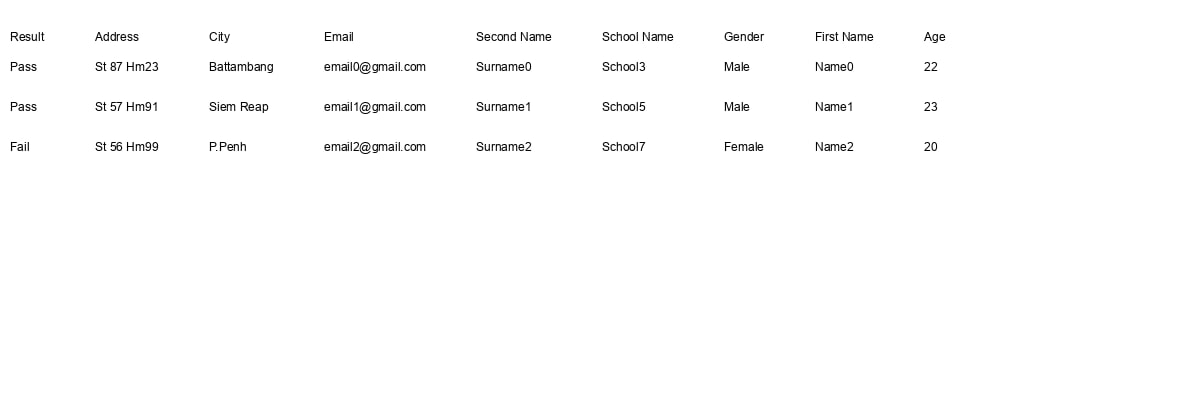 Result Address City Email Second Name School Name Gender First Name Age
Pass St 87 Hm23 Battambang email0@gmail.com Surname0 School3 Male Name0 22
Pass St 57 Hm91 Siem Reap email1@gmail.com Surname1 School5 Male Name1 23
Fail St 56 Hm99 P.Penh email2@gmail.com Surname2 School7 Female Name2 20